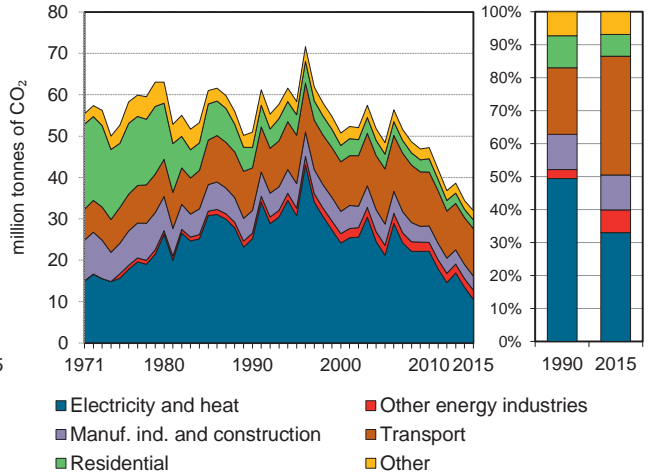 million tonnes of CO₂
80
70
60
50
40
30
20
10
0
1971 1980 1990 2000 2010 2015
100%
90%
80%
70%
60%
50%
40%
30%
20%
10%
0%
1990 2015
5
Electricity and heat
Other energy industries
Manuf. ind. and construction
Transport
Residential
Other